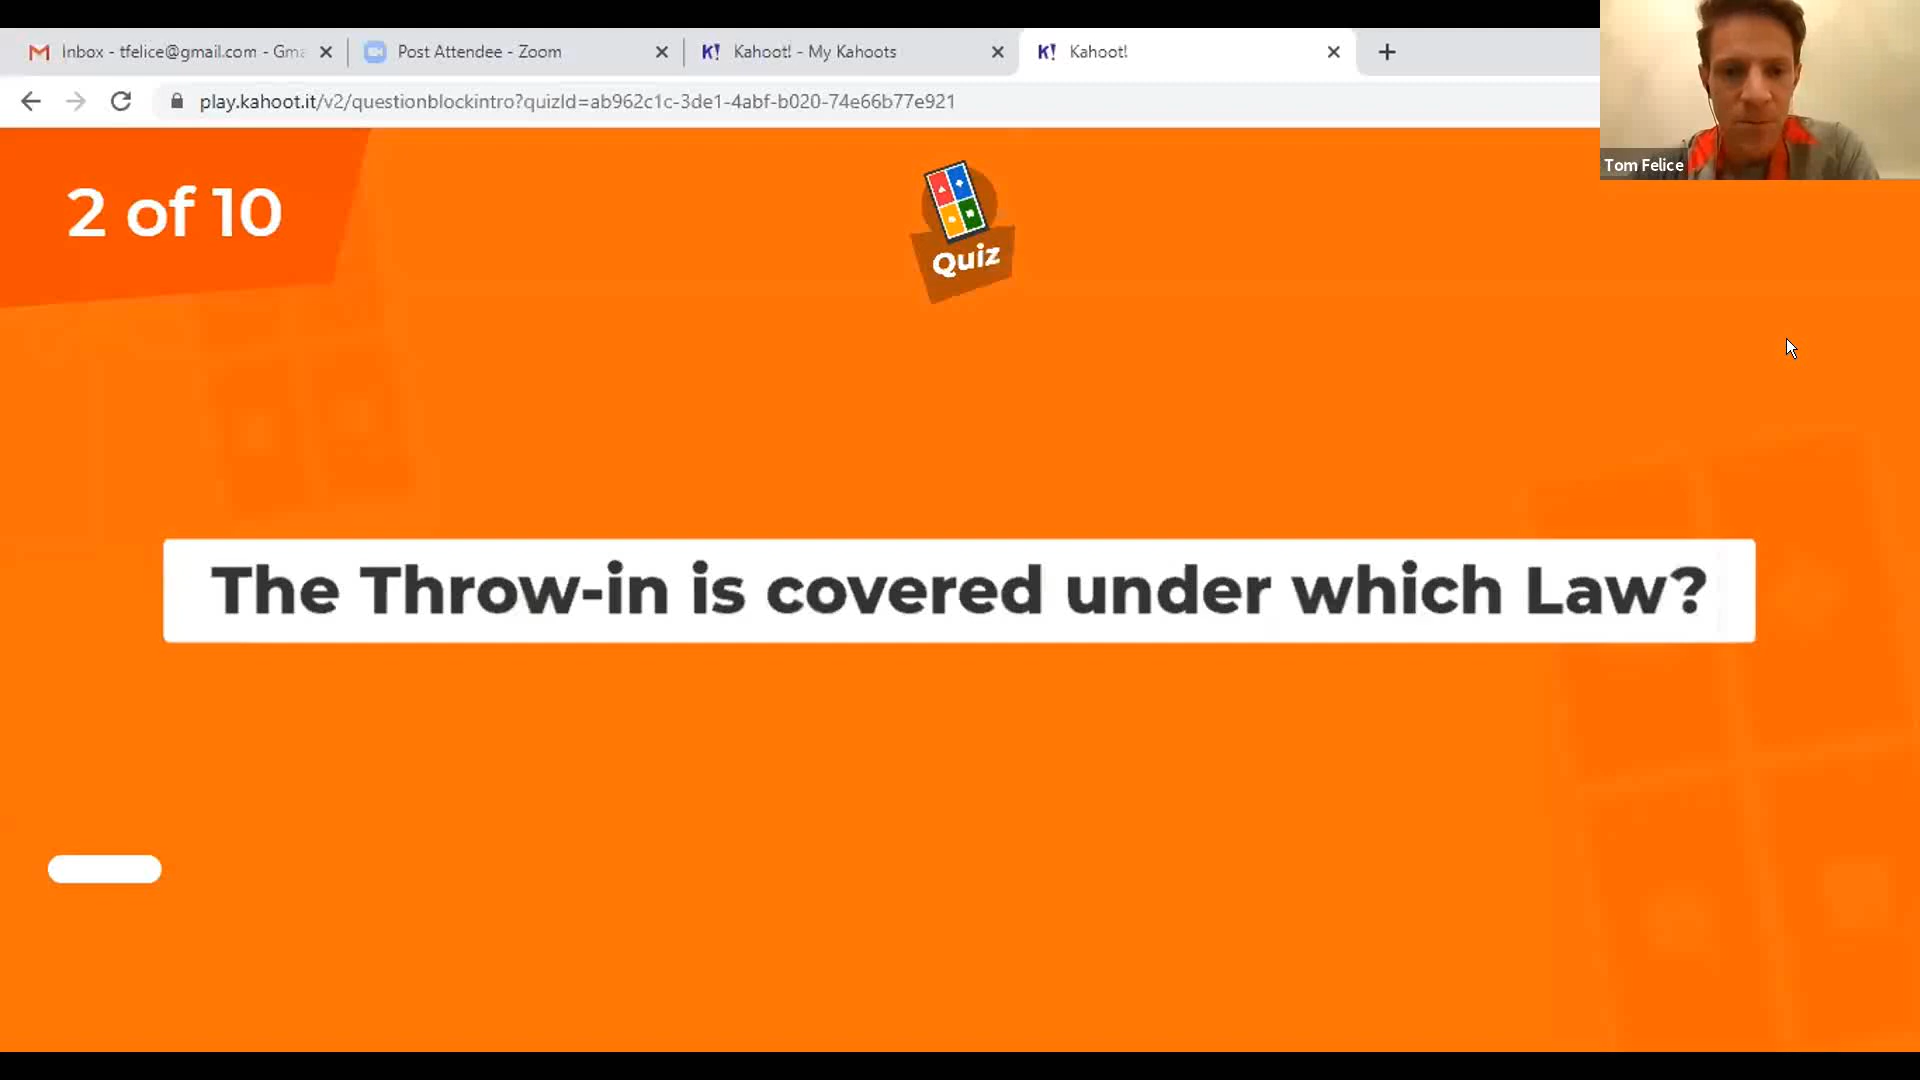 Inbox - tfelice@gmail.com - Gma
Post Attendee - Zoom
K! Kahoot! - My Kahoots
K! Kahoot!
play.kahoot.it/v2/questionblockintro?quizId=ab962c1c-3de1-4abf-b020-74e66b77e921
Tom Felice
2 of 10
Quiz
The Throw-in is covered under which Law?